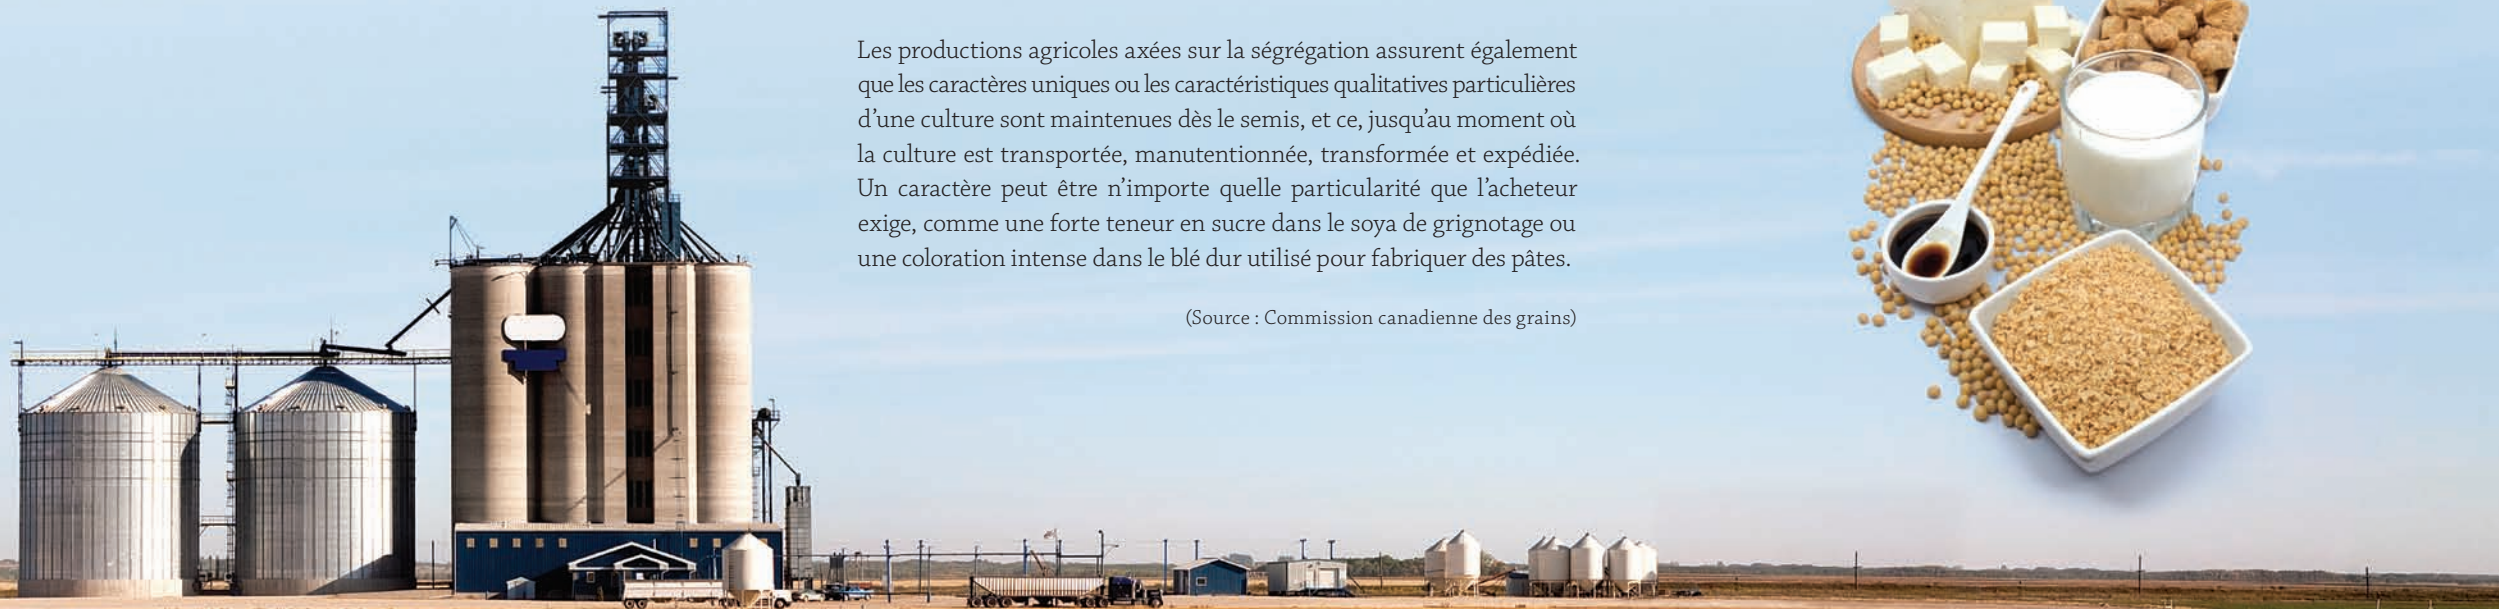 Les productions agricoles axées sur la ségrégation assurent également
que les caractères uniques ou les caractéristiques qualitatives particulières
d’une culture sont maintenues dès le semis, et ce, jusqu’au moment où
la culture est transportée, manutentionnée, transformée et expédiée.
Un caractère peut être n’importe quelle particularité que l’acheteur
exige, comme une forte teneur en sucre dans le soya de grignotage ou
une coloration intense dans le blé dur utilisé pour fabriquer des pâtes.
(Source : Commission canadienne des grains)